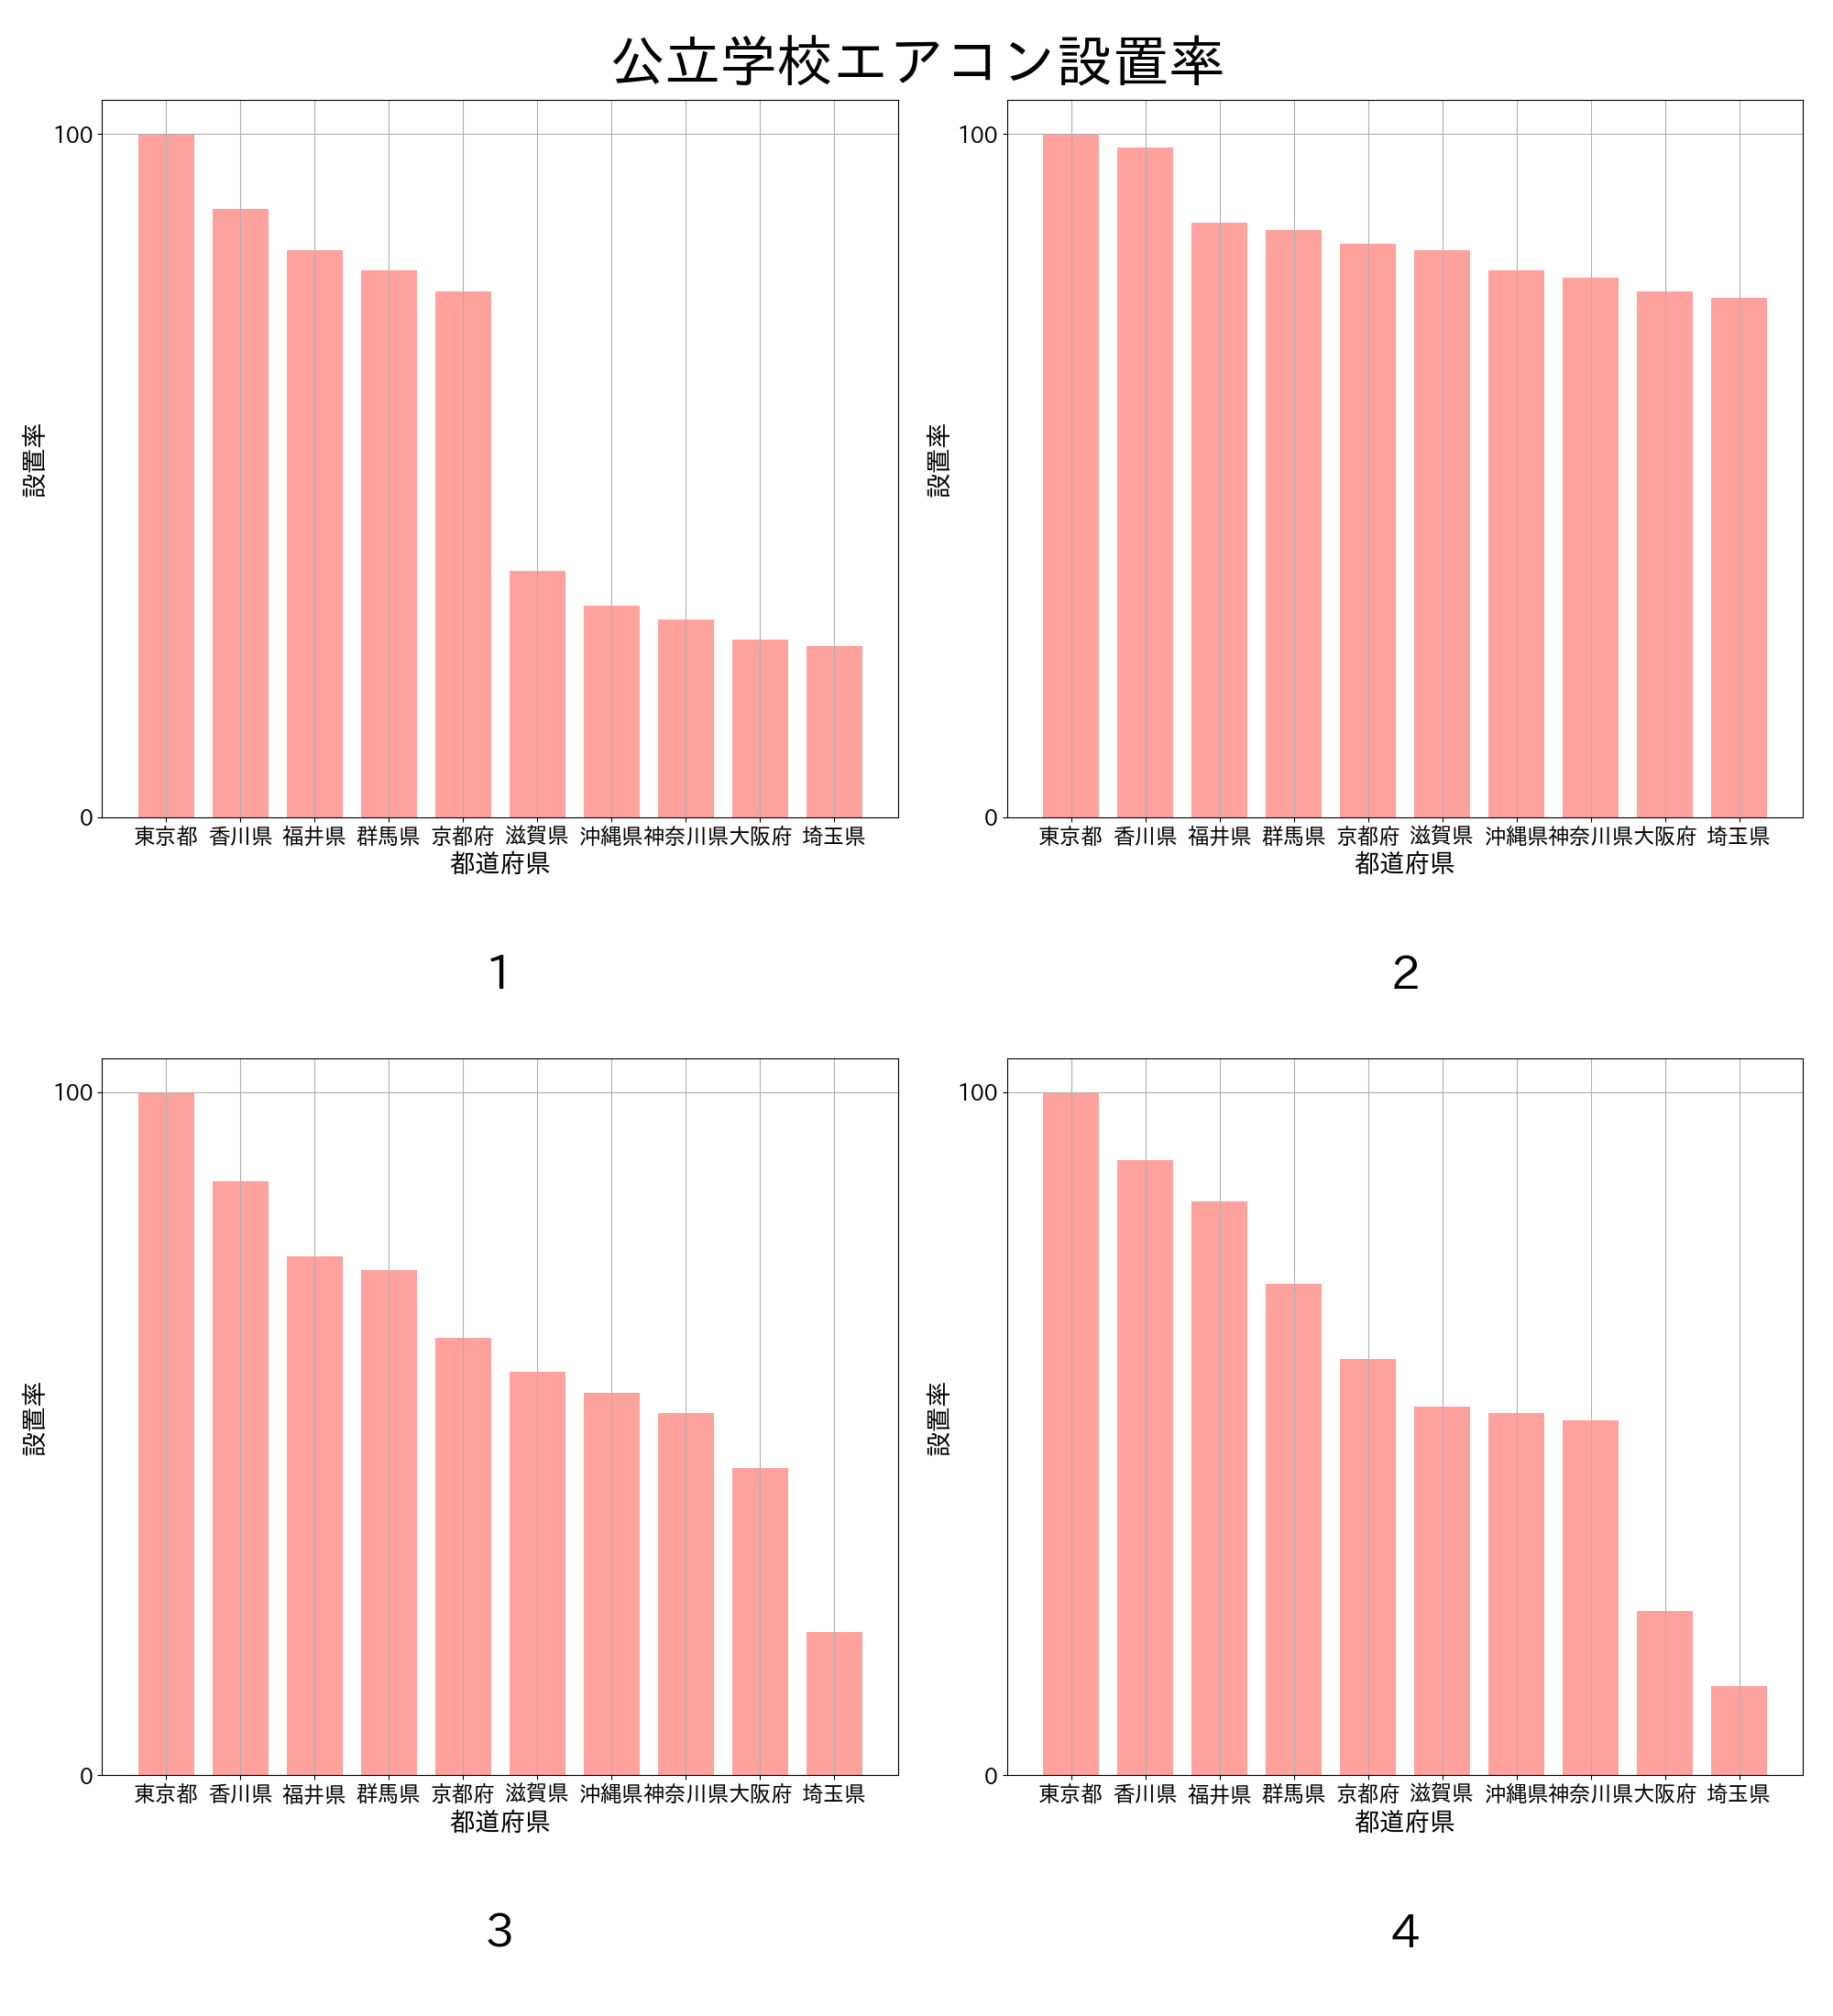 公立学校エアコン設置率
100
0
設置率
東京都 香川県 福井県 群馬県 京都府 滋賀県 沖縄県 神奈川県 大阪府 埼玉県
都道府県
1
100
0
設置率
東京都 香川県 福井県 群馬県 京都府 滋賀県 沖縄県 神奈川県 大阪府 埼玉県
都道府県
2
100
0
設置率
東京都 香川県 福井県 群馬県 京都府 滋賀県 沖縄県 神奈川県 大阪府 埼玉県
都道府県
3
100
0
設置率
東京都 香川県 福井県 群馬県 京都府 滋賀県 沖縄県 神奈川県 大阪府 埼玉県
都道府県
4